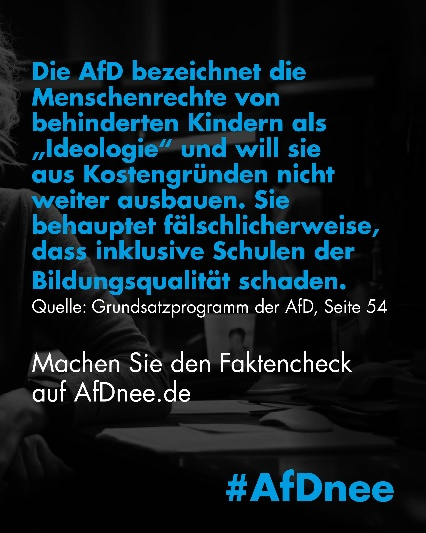 Die AfD bezeichnet die
Menschenrechte von
behinderten Kindern als
„Ideologie“ und will sie
aus Kostengründen nicht
weiter ausbauen. Sie
behauptet fälschlicherweise,
dass inklusive Schulen der
Bildungsqualität schaden.
Quelle: Grundsatzprogramm der AfD, Seite 54
Machen Sie den Faktencheck
auf AfDnee.de
#AfDnee